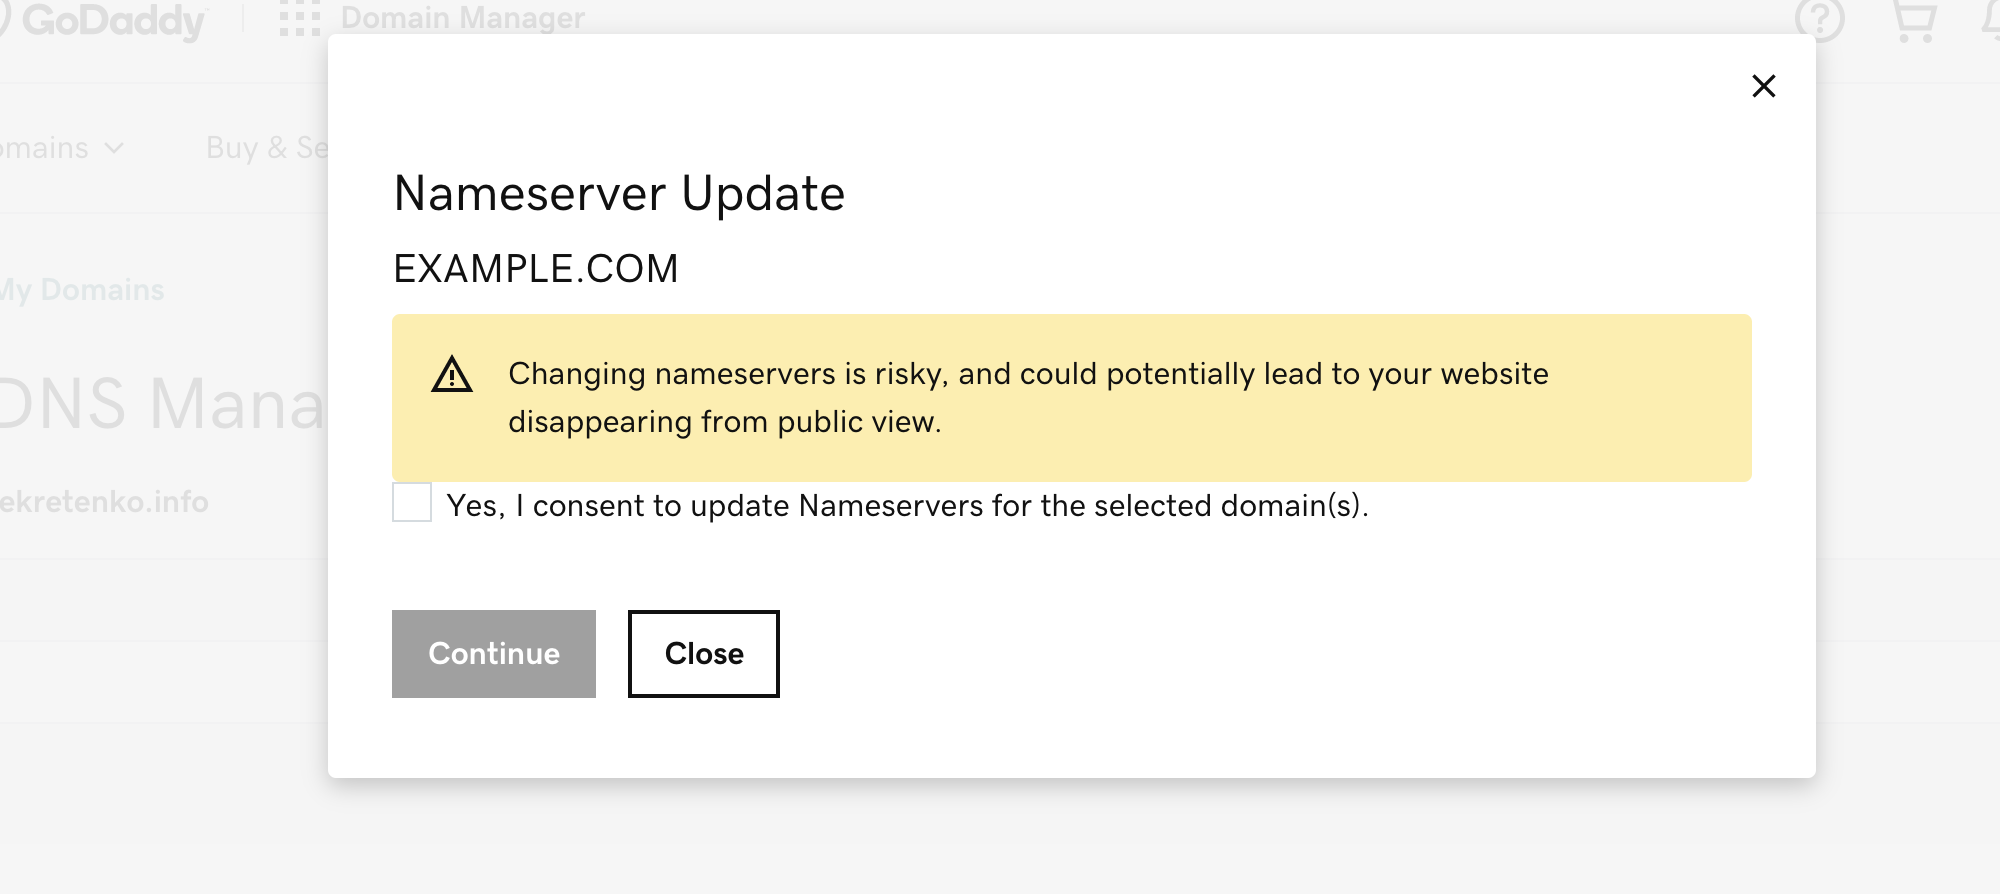 GoDaddy
Domain Manager
omains
Buy & Se
Nameserver Update
EXAMPLE.COM
My Domains
Changing nameservers is risky, and could potentially lead to your website
disappearing from public view.
DNS Mana
ekretenko.info
Yes, I consent to update Nameservers for the selected domain(s).
Continue
Close